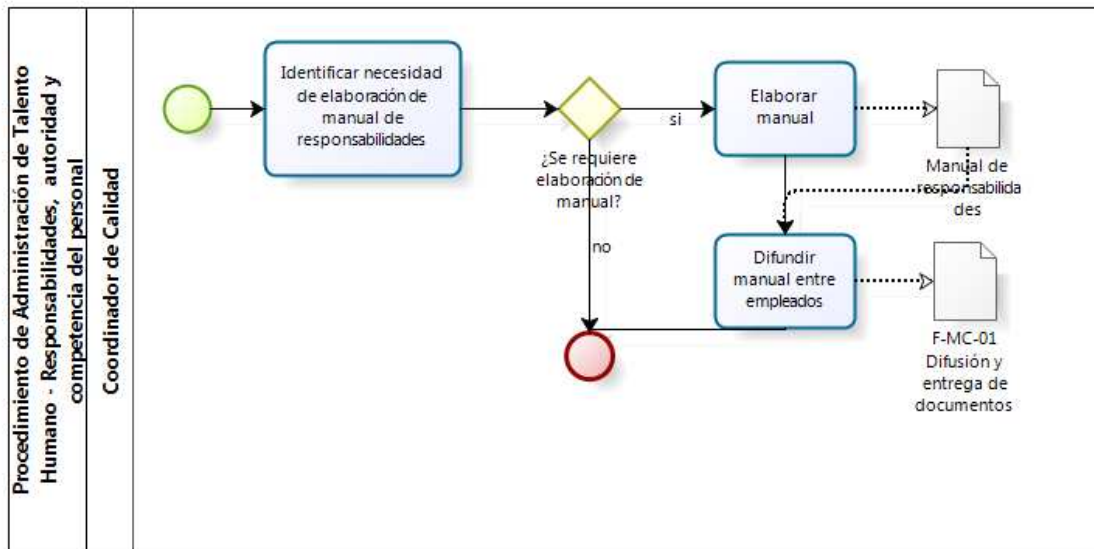 Procedimiento de Administración de Talento
Humano - Responsabilidades, autoridad y
competencia del personal
Coordinador de Calidad
Identificar necesidad
de elaboración de
manual de
responsabilidades
¿Se requiere
elaboración de
manual?
si
no
Elaborar
manual
Manual de
responsabilida
des
Difundir
manual entre
empleados
F-MC-01
Difusión y
entrega de
documentos